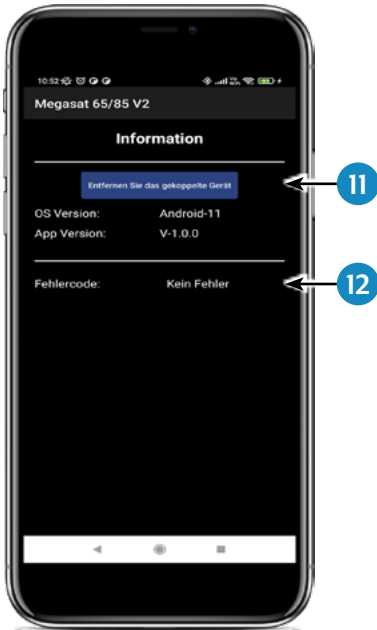 10:52
Megasat 65/85 V2
Information
Entfernen Sie das gekoppelte Gerät
11
OS Version: Android-11
App Version: V-1.0.0
Fehlercode: Kein Fehler
12